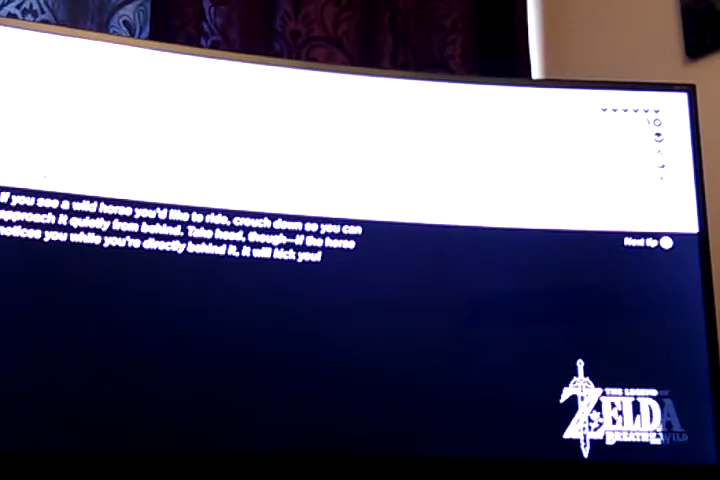 If you see a wild horse you'd like to ride, crouch down so you can
approach it quietly from behind. Take heed, though—if the horse
notices you while you're directly behind it, it will kick you!
Next tip
THE LEGEND OF
ZELDA
BREATH OF THE WILD